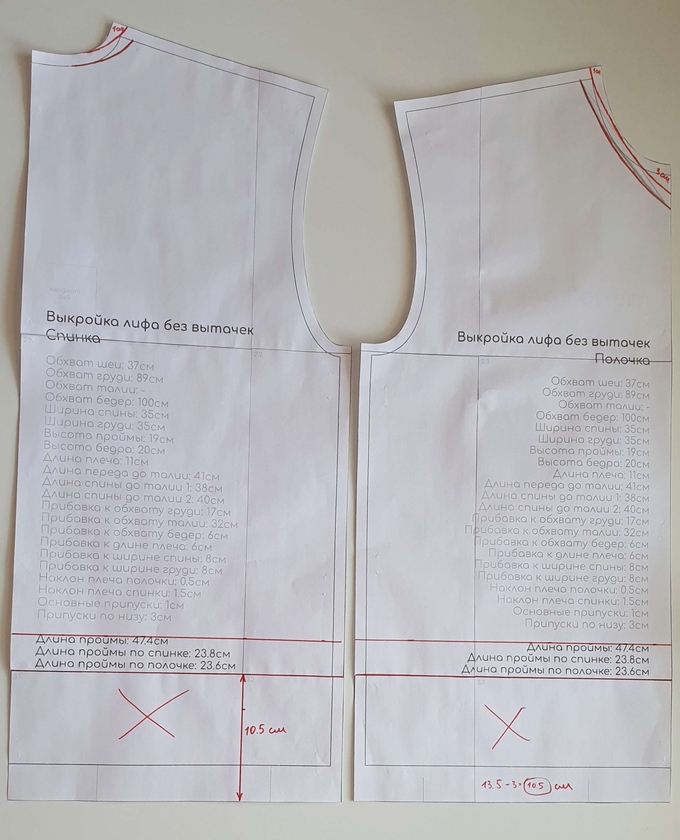 1см
Выкройка лифа без вытачек
Спинка
Обхват шеи: 37см
Обхват груди: 89см
Обхват талии: -
Обхват бедер: 100см
Ширина спины: 35см
Ширина груди: 35см
Высота проймы: 19см
Высота бедра: 20см
Длина плеча: 11см
Длина переда до талии: 41см
Длина спины до талии 1: 38см
Длина спины до талии 2: 40см
Прибавка к обхвату груди: 17см
Прибавка к обхвату талии: 32см
Прибавка к обхвату бедер: 6см
Прибавка к длине плеча: 6см
Прибавка к ширине спины: 8см
Прибавка к ширине груди: 8см
Наклон плеча полочки: 0.5см
Наклон плеча спинки: 1.5см
Основные припуски: 1см
Припуски по низу: 3см
Длина проймы: 47.4см
Длина проймы по спинке: 23.8см
Длина проймы по полочке: 23.6см
10.5 см
1см
3см
Выкройка лифа без вытачек
Полочка
Обхват шеи: 37см
Обхват груди: 89см
Обхват талии: -
Обхват бедер: 100см
Ширина спины: 35см
Ширина груди: 35см
Высота проймы: 19см
Высота бедра: 20см
Длина плеча: 11см
Длина переда до талии: 41см
Длина спины до талии 1: 38см
Длина спины до талии 2: 40см
Прибавка к обхвату груди: 17см
Прибавка к обхвату талии: 32см
Прибавка к обхвату бедер: 6см
Прибавка к длине плеча: 6см
Прибавка к ширине спины: 8см
Прибавка к ширине груди: 8см
Наклон плеча полочки: 0.5см
Наклон плеча спинки: 1.5см
Основные припуски: 1см
Припуски по низу: 3см
Длина проймы: 47.4см
Длина проймы по спинке: 23.8см
Длина проймы по полочке: 23.6см
13.5-3=10.5 см